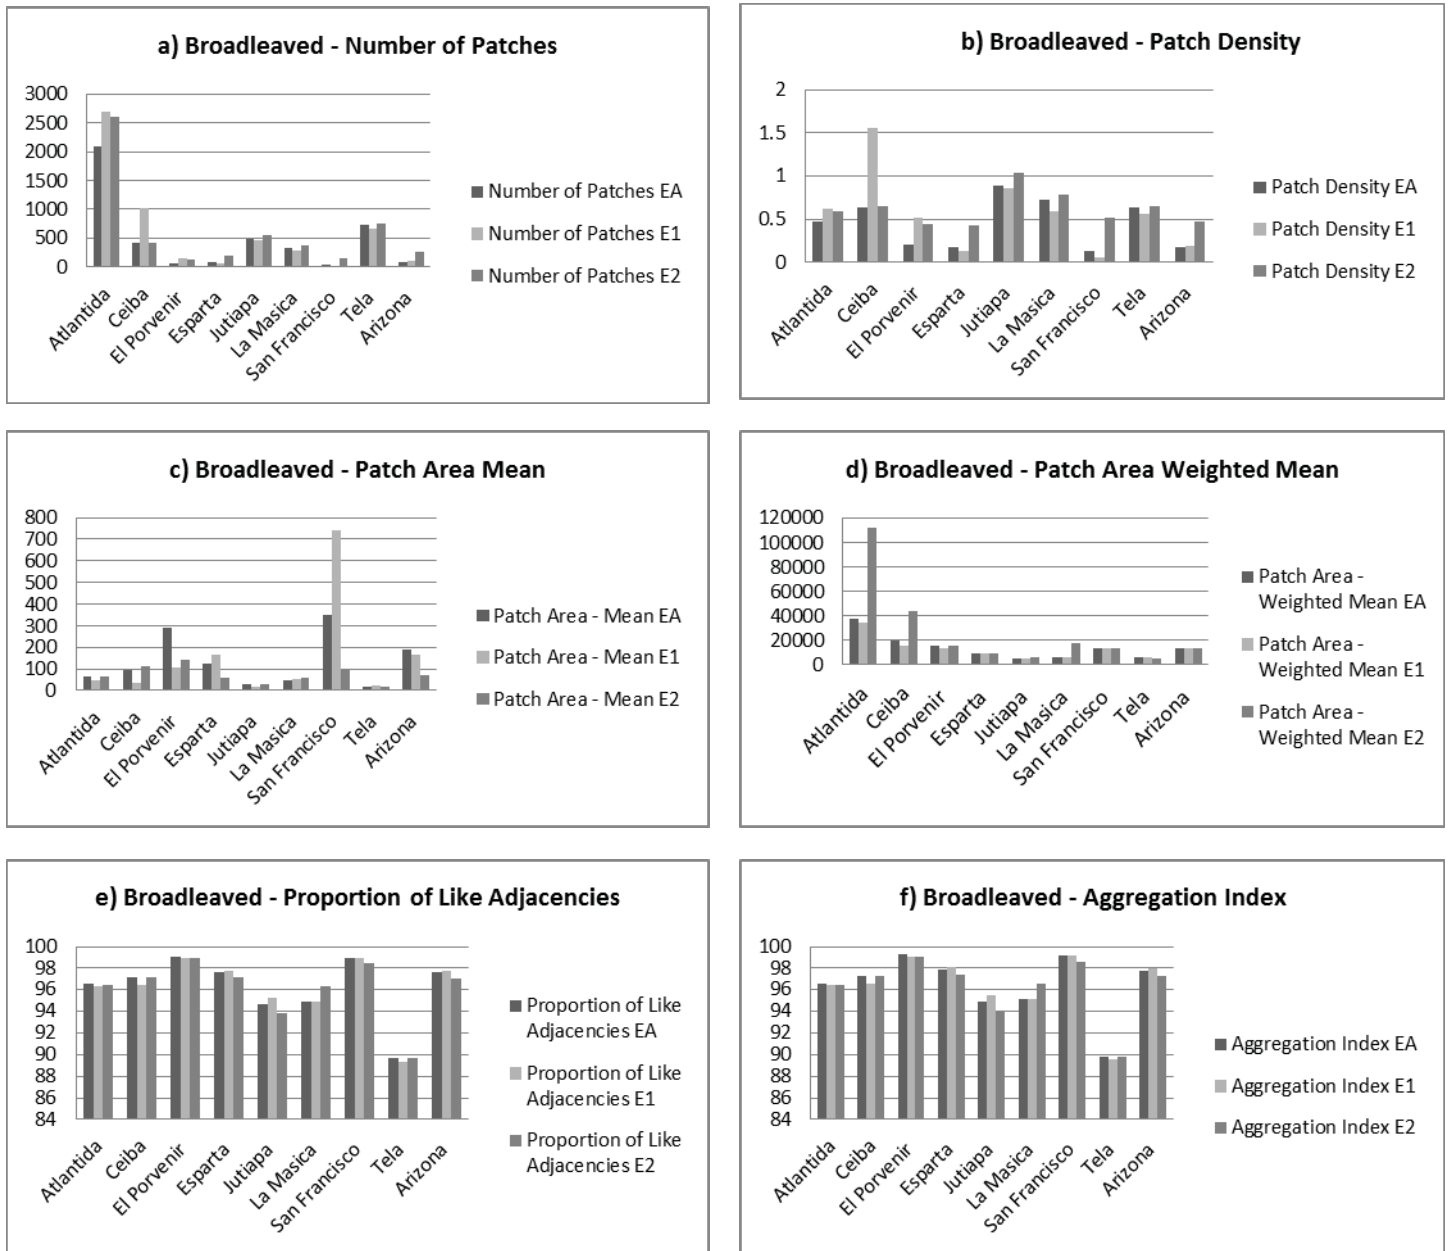 a) Broadleaved - Number of Patches
3000
2500
2000
1500
1000
500
0
Atlantida
Ceiba
El Porvenir
Esparta
Jutiapa
La Masica
San Francisco
Tela
Arizona
Number of Patches EA
Number of Patches E1
Number of Patches E2
b) Broadleaved - Patch Density
2
1.5
1
0.5
0
Atlantida
Ceiba
El Porvenir
Esparta
Jutiapa
La Masica
San Francisco
Tela
Arizona
Patch Density EA
Patch Density E1
Patch Density E2
c) Broadleaved - Patch Area Mean
800
700
600
500
400
300
200
100
0
Atlantida
Ceiba
El Porvenir
Esparta
Jutiapa
La Masica
San Francisco
Tela
Arizona
Patch Area - Mean EA
Patch Area - Mean E1
Patch Area - Mean E2
d) Broadleaved - Patch Area Weighted Mean
120000
100000
80000
60000
40000
20000
0
Atlantida
Ceiba
El Porvenir
Esparta
Jutiapa
La Masica
San Francisco
Tela
Arizona
Patch Area -
Weighted Mean EA
Patch Area -
Weighted Mean E1
Patch Area -
Weighted Mean E2
e) Broadleaved - Proportion of Like Adjacencies
100
98
96
94
92
90
88
86
84
Atlantida
Ceiba
El Porvenir
Esparta
Jutiapa
La Masica
San Francisco
Tela
Arizona
Proportion of Like
Adjacencies EA
Proportion of Like
Adjacencies E1
Proportion of Like
Adjacencies E2
f) Broadleaved - Aggregation Index
100
98
96
94
92
90
88
86
84
Atlantida
Ceiba
El Porvenir
Esparta
Jutiapa
La Masica
San Francisco
Tela
Arizona
Aggregation Index EA
Aggregation Index E1
Aggregation Index E2